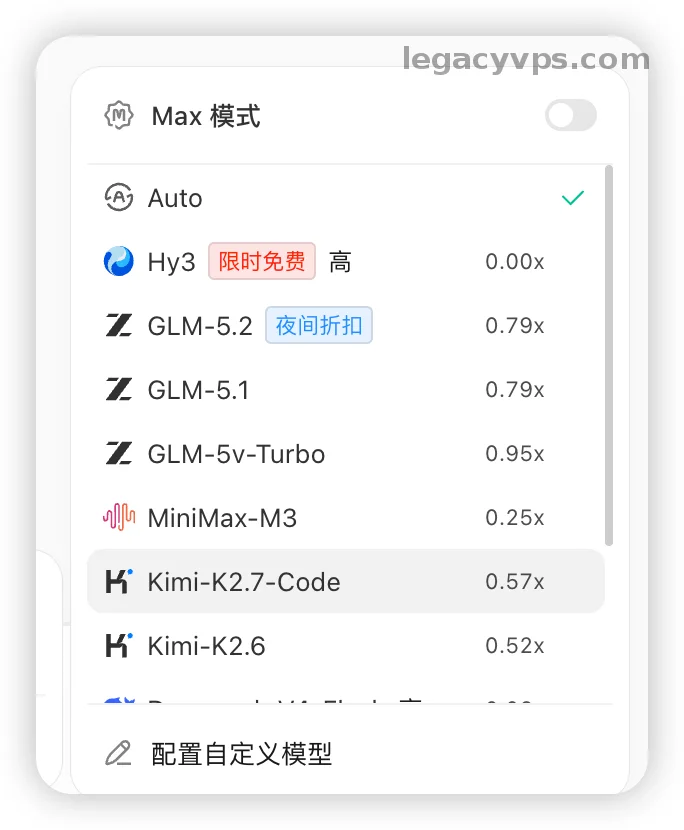 legacyvps.com
Max 模式
Auto
Hy3 限时免费 高 0.00x
GLM-5.2 夜间折扣 0.79x
GLM-5.1 0.79x
GLM-5v-Turbo 0.95x
MiniMax-M3 0.25x
Kimi-K2.7-Code 0.57x
Kimi-K2.6 0.52x
配置自定义模型